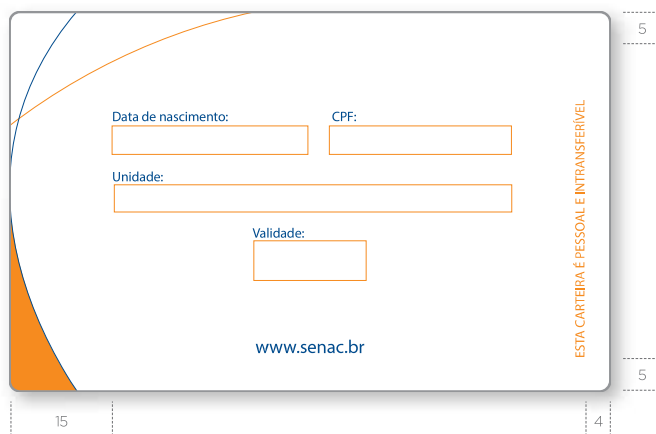 5
Data de nascimento:
CPF:
Unidade:
Validade:
www.senac.br
ESTA CARTEIRA É PESSOAL E INTRANSFERÍVEL
5
15
4